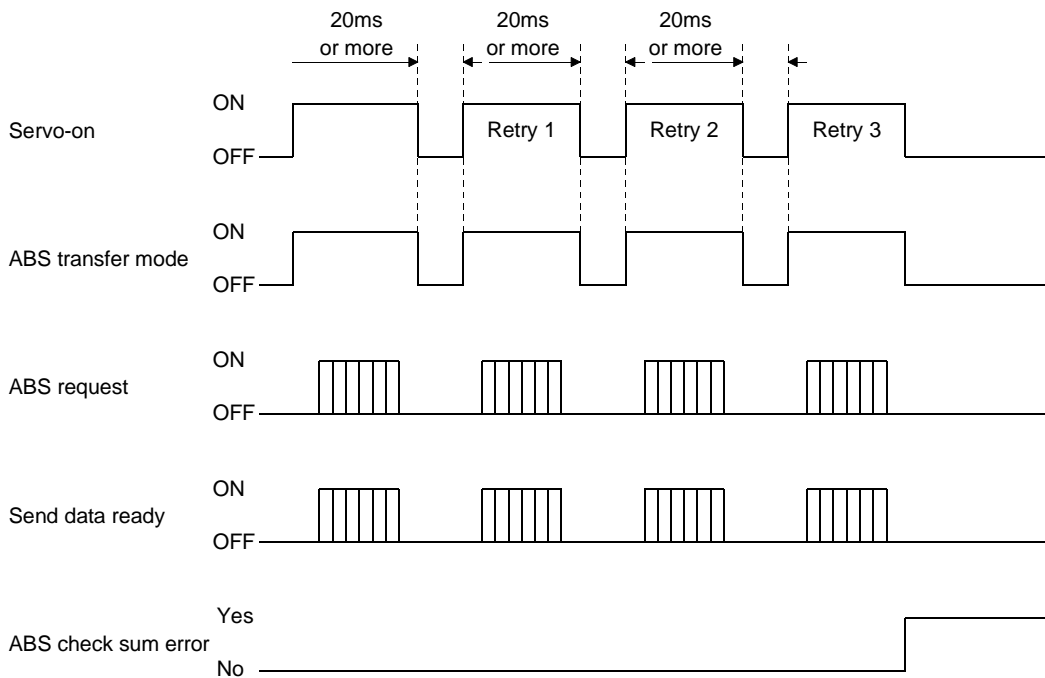 20ms
or more
20ms
or more
20ms
or more
Servo-on
ON
OFF
Retry 1
Retry 2
Retry 3
ABS transfer mode
ON
OFF
ABS request
ON
OFF
Send data ready
ON
OFF
ABS check sum error
Yes
No